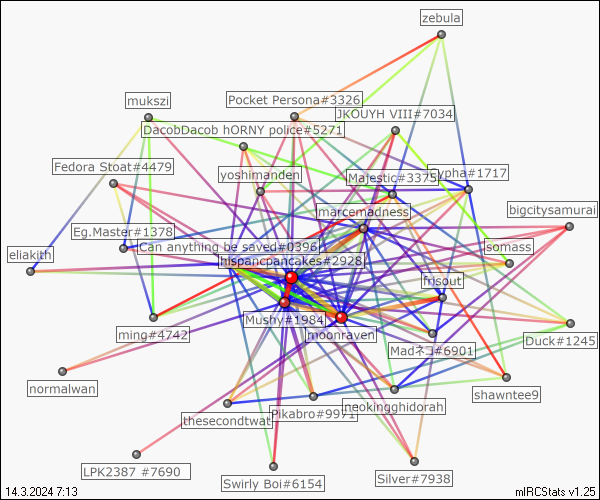 zebula
mukszi
Pocket Persona#3326
JKOUYH VIII#7034
DacobDacob hORNY police#5271
Fedora Stoat#4479
yoshimanden
Majestic#3375
ypha#1717
marcemadness
bigcitysamurai
Eg.Master#1378
Can anything be saved#0396
eliakith
hispancpancakes#2928
somass
frisout
Mushy#1984
ming#4742
moonraven
Madネコ#6901
Duck#1245
normalwan
shawntee9
thesecondtwat
Pikabro#9971
neokingghidorah
LPK2387 #7690
Swirly Boi#6154
Silver#7938
14.3.2024 7:13
mIRCStats v1.25